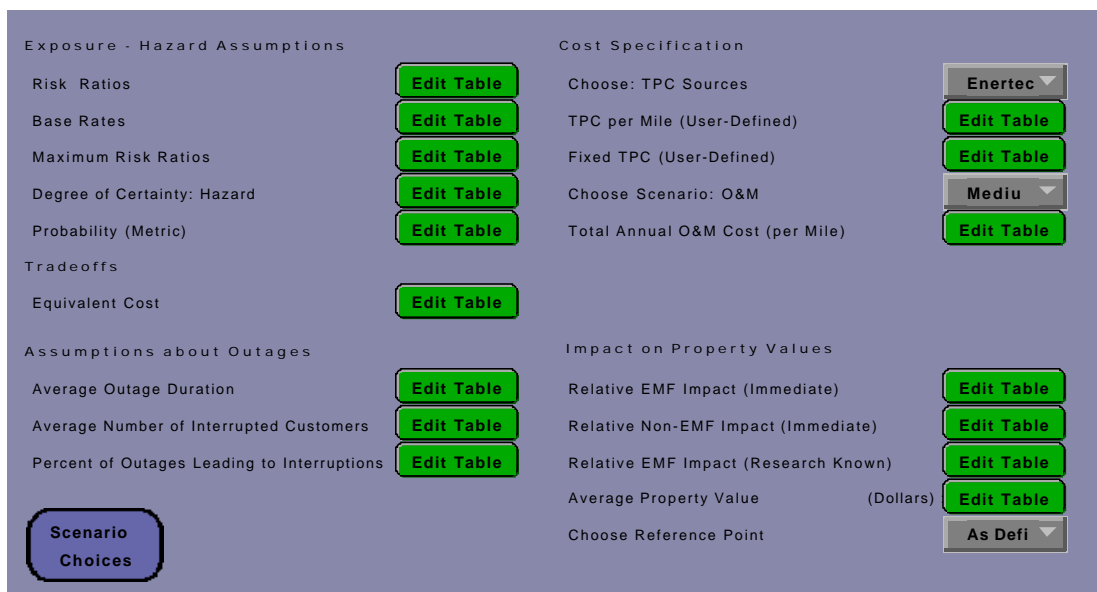 Exposure - Hazard Assumptions
Risk Ratios Edit Table
Base Rates Edit Table
Maximum Risk Ratios Edit Table
Degree of Certainty: Hazard Edit Table
Probability (Metric) Edit Table
Tradeoffs
Equivalent Cost Edit Table
Assumptions about Outages
Average Outage Duration Edit Table
Average Number of Interrupted Customers Edit Table
Percent of Outages Leading to Interruptions Edit Table
Scenario
Choices
Cost Specification
Choose: TPC Sources Enertec
TPC per Mile (User-Defined) Edit Table
Fixed TPC (User-Defined) Edit Table
Choose Scenario: O&M Mediu
Total Annual O&M Cost (per Mile) Edit Table
Impact on Property Values
Relative EMF Impact (Immediate) Edit Table
Relative Non-EMF Impact (Immediate) Edit Table
Relative EMF Impact (Research Known) Edit Table
Average Property Value (Dollars) Edit Table
Choose Reference Point As Defi